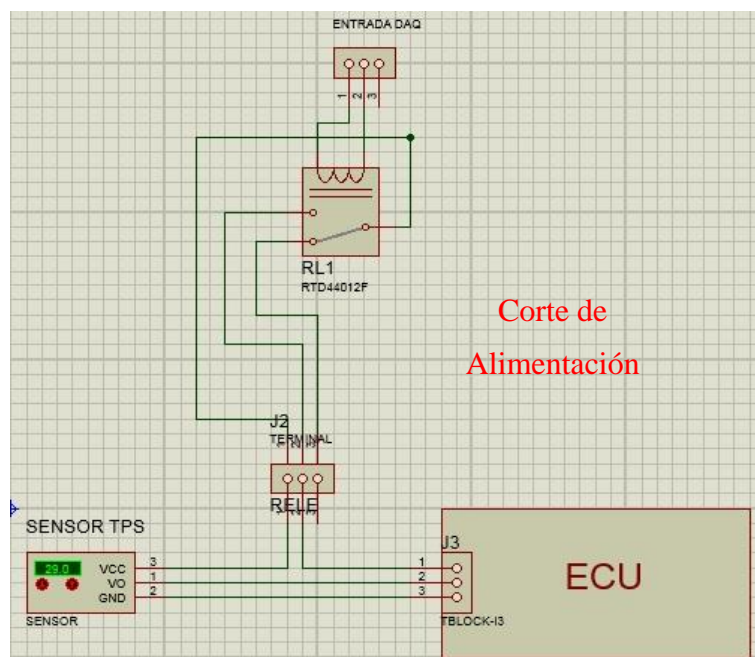 ENTRADA DAQ
1 2 3
RL1
RTD44012F
Corte de
Alimentación
J2
TERMINAL
RELE
SENSOR TPS
29.0
VCC 3
VO 1
GND 2
SENSOR
J3
1
2
3
TBLOCK-I3
ECU